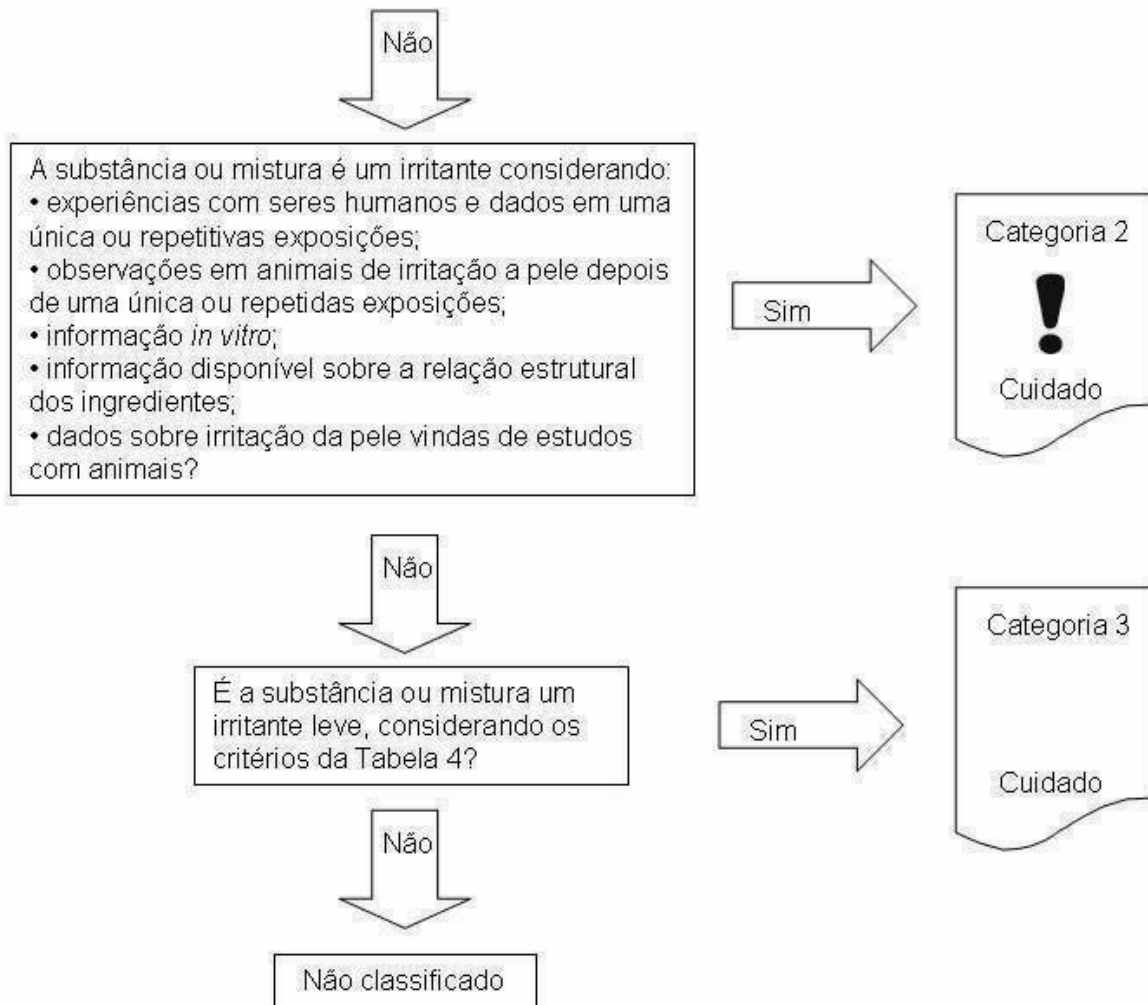 Não
A substância ou mistura é um irritante considerando:
• experiências com seres humanos e dados em uma
única ou repetitivas exposições;
• observações em animais de irritação a pele depois
de uma única ou repetidas exposições;
• informação in vitro;
• informação disponível sobre a relação estrutural
dos ingredientes;
• dados sobre irritação da pele vindas de estudos
com animais?
Sim
Categoria 2
!
Cuidado
Não
É a substância ou mistura um
irritante leve, considerando os
critérios da Tabela 4?
Sim
Categoria 3
Cuidado
Não
Não classificado